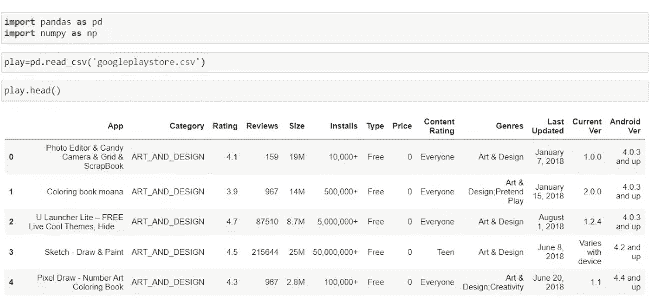 import pandas as pd
import numpy as np
play=pd.read_csv('googleplaystore.csv')
play.head()
App Category Rating Reviews Size Installs Type Price Content Rating Genres Last Updated Current Ver Android Ver
0 Photo Editor & Candy Camera & Grid & ScrapBook ART_AND_DESIGN 4.1 159 19M 10,000+ Free 0 Everyone Art & Design January 7, 2018 1.0.0 4.0.3 and up
1 Coloring book moana ART_AND_DESIGN 3.9 967 14M 500,000+ Free 0 Everyone Art & Design;Pretend Play January 15, 2018 2.0.0 4.0.3 and up
2 U Launcher Lite – FREE Live Cool Themes, Hide ... ART_AND_DESIGN 4.7 87510 8.7M 5,000,000+ Free 0 Everyone Art & Design August 1, 2018 1.2.4 4.0.3 and up
3 Sketch - Draw & Paint ART_AND_DESIGN 4.5 215644 25M 50,000,000+ Free 0 Teen Art & Design June 8, 2018 Varies with device 4.2 and up
4 Pixel Draw - Number Art Coloring Book ART_AND_DESIGN 4.3 967 2.8M 100,000+ Free 0 Everyone Art & Design;Creativity June 20, 2018 1.1 4.4 and up